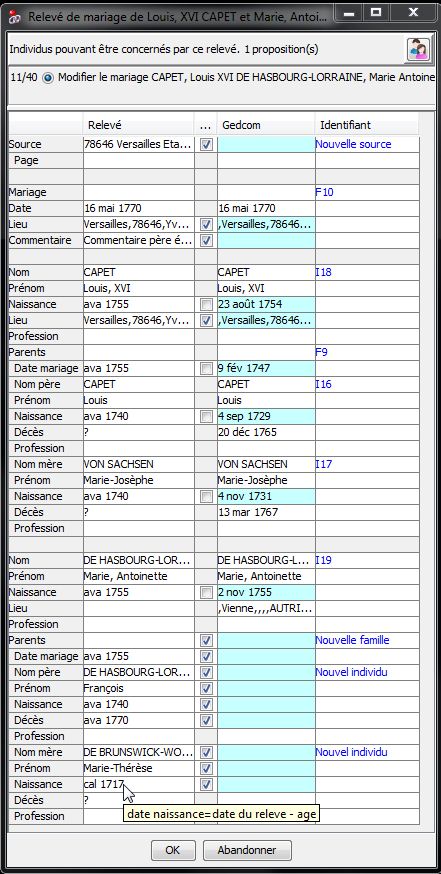 Relevé de mariage de Louis, XVI CAPET et Marie, Antoi...
Individus pouvant être concernés par ce relevé. 1 proposition(s)
11/40 Modifier le mariage CAPET, Louis XVI DE HASBOURG-LORRAINE, Marie Antoine
Relevé ... Gedcom Identifiant
Source 78646 Versailles Eta... Nouvelle source
Page
Mariage F10
Date 16 mai 1770 16 mai 1770
Lieu Versailles,78646,Yv... ,Versailles,78646...
Commentaire Commentaire père é...
Nom CAPET CAPET I18
Prénom Louis, XVI Louis, XVI
Naissance ava 1755 23 août 1754
Lieu Versailles,78646,Yv... ,Versailles,78646...
Profession
Parents F9
Date mariage ava 1755 9 fév 1747
Nom père CAPET CAPET I16
Prénom Louis Louis
Naissance ava 1740 4 sep 1729
Décès ? 20 déc 1765
Profession
Nom mère VON SACHSEN VON SACHSEN I17
Prénom Marie-Josèphe Marie-Josèphe
Naissance ava 1740 4 nov 1731
Décès ? 13 mar 1767
Profession
Nom DE HASBOURG-LOR... DE HASBOURG-L... I19
Prénom Marie, Antoinette Marie, Antoinette
Naissance ava 1755 2 nov 1755
Lieu ,Vienne,,,,AUTRI...
Profession
Parents Nouvelle famille
Date mariage ava 1755
Nom père DE HASBOURG-LOR... Nouvel individu
Prénom François
Naissance ava 1740
Décès ava 1770
Profession
Nom mère DE BRUNSWICK-WO... Nouvel individu
Prénom Marie-Thérèse
Naissance cal 1717
Décès ?
date naissance=date du releve - age
Profession
OK Abandonner